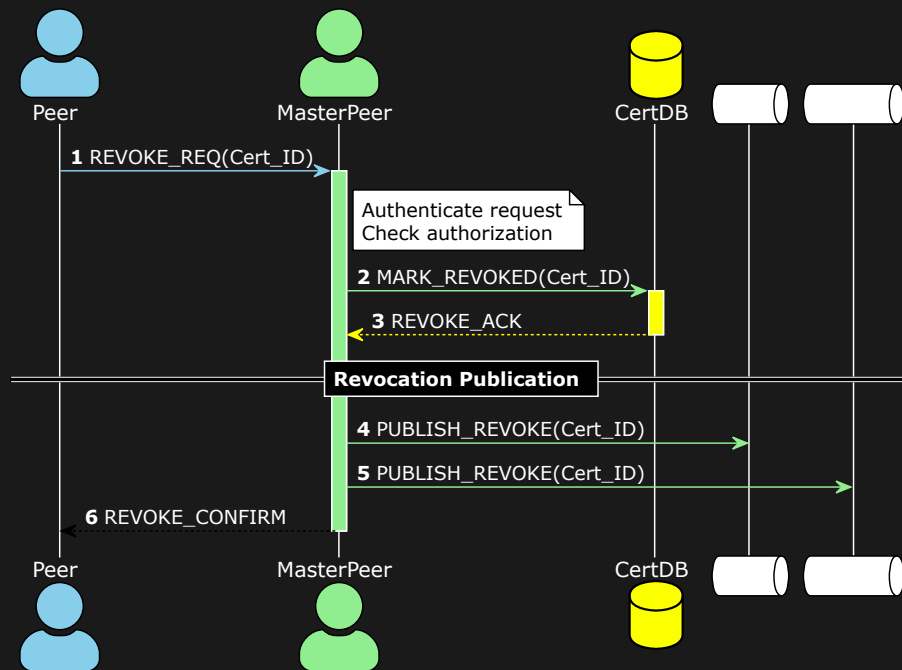 Peer
MasterPeer
CertDB
1 REVOKE_REQ(Cert_ID)
Authenticate request
Check authorization
2 MARK_REVOKED(Cert_ID)
3 REVOKE_ACK
Revocation Publication
4 PUBLISH_REVOKE(Cert_ID)
5 PUBLISH_REVOKE(Cert_ID)
6 REVOKE_CONFIRM
Peer
MasterPeer
CertDB